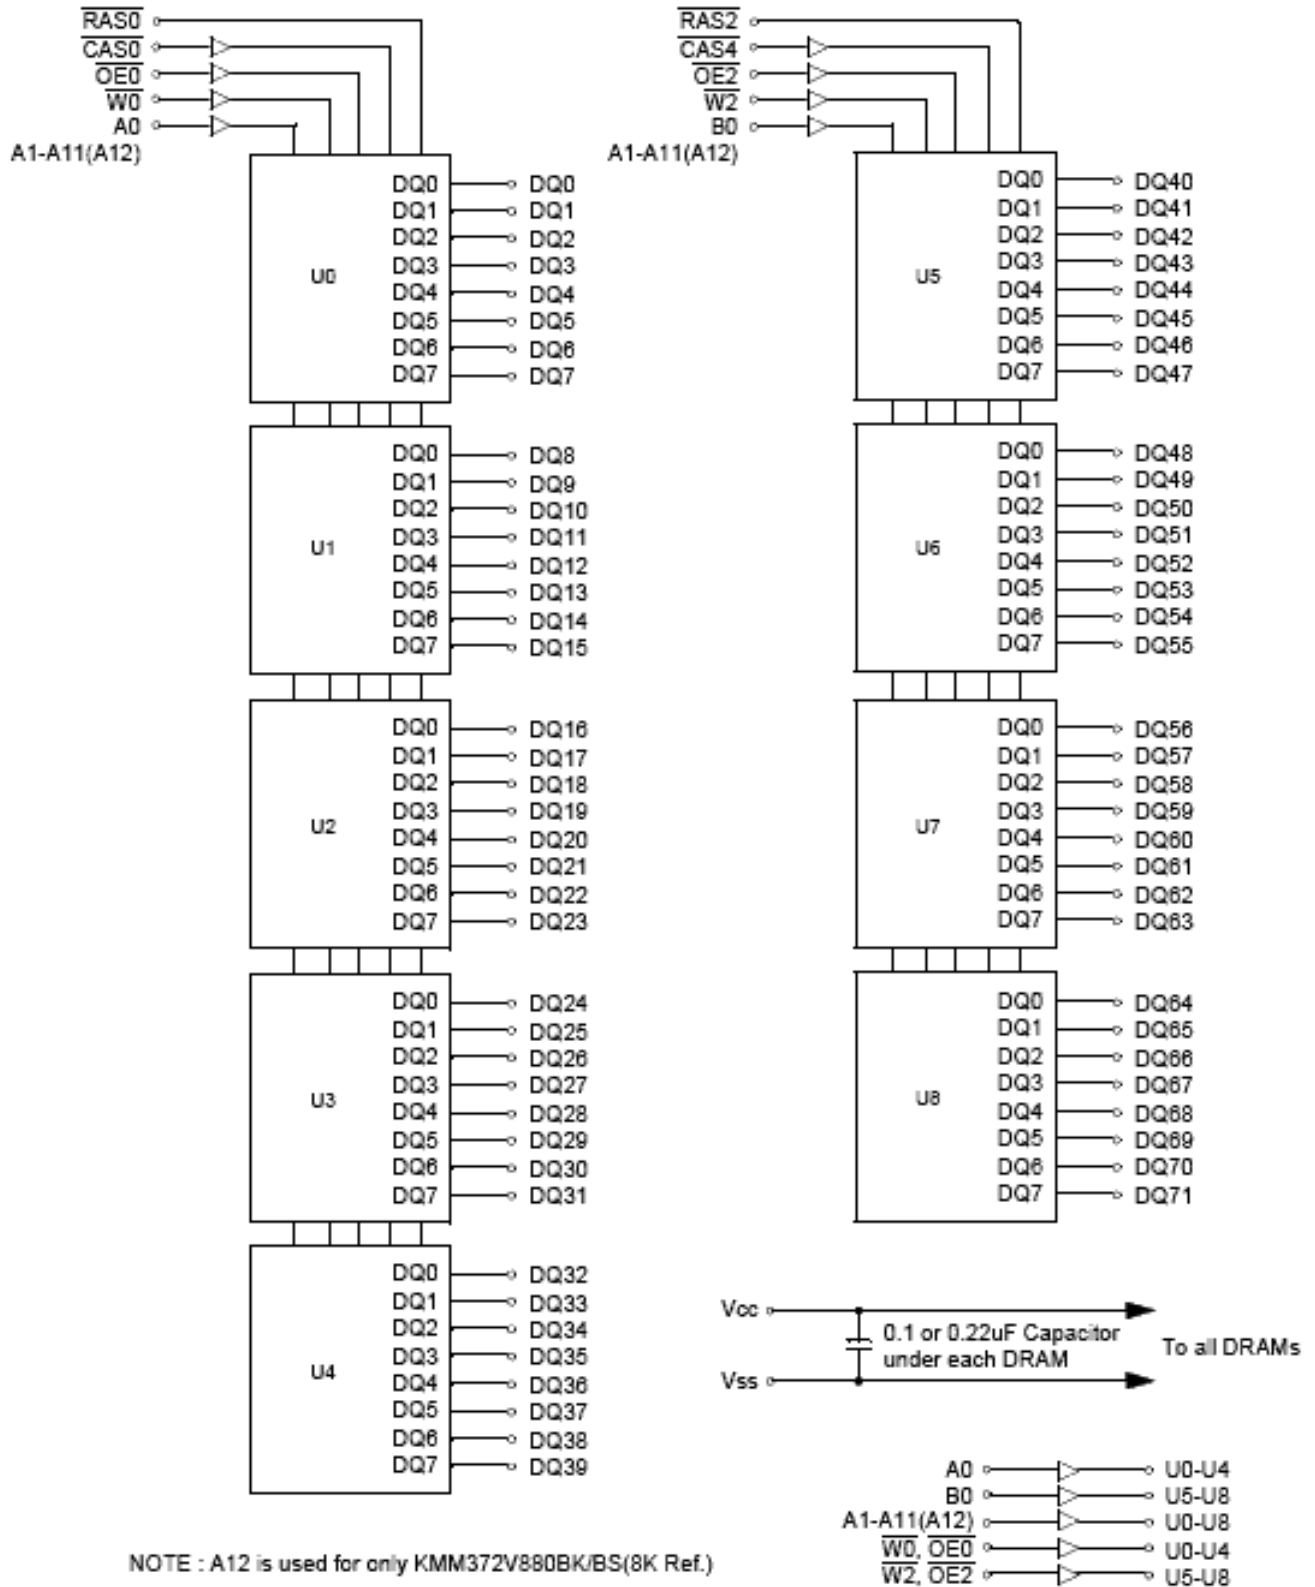 RAS0
CAS0
OE0
W0
A0
A1-A11(A12)
U0
DQ0 DQ0
DQ1 DQ1
DQ2 DQ2
DQ3 DQ3
DQ4 DQ4
DQ5 DQ5
DQ6 DQ6
DQ7 DQ7
U1
DQ0 DQ8
DQ1 DQ9
DQ2 DQ10
DQ3 DQ11
DQ4 DQ12
DQ5 DQ13
DQ6 DQ14
DQ7 DQ15
U2
DQ0 DQ16
DQ1 DQ17
DQ2 DQ18
DQ3 DQ19
DQ4 DQ20
DQ5 DQ21
DQ6 DQ22
DQ7 DQ23
U3
DQ0 DQ24
DQ1 DQ25
DQ2 DQ26
DQ3 DQ27
DQ4 DQ28
DQ5 DQ29
DQ6 DQ30
DQ7 DQ31
U4
DQ0 DQ32
DQ1 DQ33
DQ2 DQ34
DQ3 DQ35
DQ4 DQ36
DQ5 DQ37
DQ6 DQ38
DQ7 DQ39
RAS2
CAS4
OE2
W2
B0
A1-A11(A12)
U5
DQ0 DQ40
DQ1 DQ41
DQ2 DQ42
DQ3 DQ43
DQ4 DQ44
DQ5 DQ45
DQ6 DQ46
DQ7 DQ47
U6
DQ0 DQ48
DQ1 DQ49
DQ2 DQ50
DQ3 DQ51
DQ4 DQ52
DQ5 DQ53
DQ6 DQ54
DQ7 DQ55
U7
DQ0 DQ56
DQ1 DQ57
DQ2 DQ58
DQ3 DQ59
DQ4 DQ60
DQ5 DQ61
DQ6 DQ62
DQ7 DQ63
U8
DQ0 DQ64
DQ1 DQ65
DQ2 DQ66
DQ3 DQ67
DQ4 DQ68
DQ5 DQ69
DQ6 DQ70
DQ7 DQ71
Vcc
0.1 or 0.22uF Capacitor
under each DRAM
To all DRAMs
Vss
A0 U0-U4
B0 U5-U8
A1-A11(A12) U0-U8
W0, OE0 U0-U4
W2, OE2 U5-U8
NOTE : A12 is used for only KMM372V880BK/BS(8K Ref.)